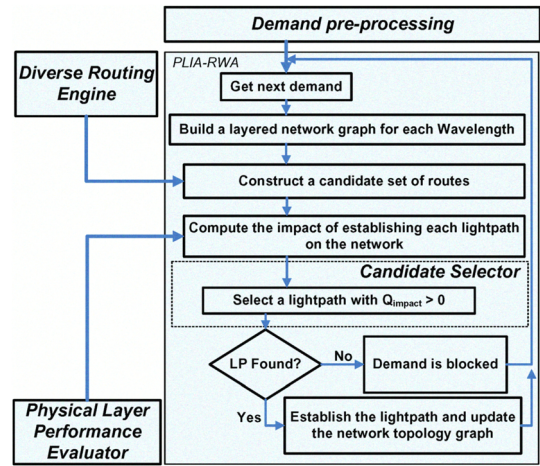 Demand pre-processing
PLIA-RWA
Diverse Routing
Engine
Get next demand
Build a layered network graph for each Wavelength
Construct a candidate set of routes
Compute the impact of establishing each lightpath
on the network
Candidate Selector
Select a lightpath with Qimpact > 0
LP Found?
No
Demand is blocked
Yes
Establish the lightpath and update
the network topology graph
Physical Layer
Performance
Evaluator